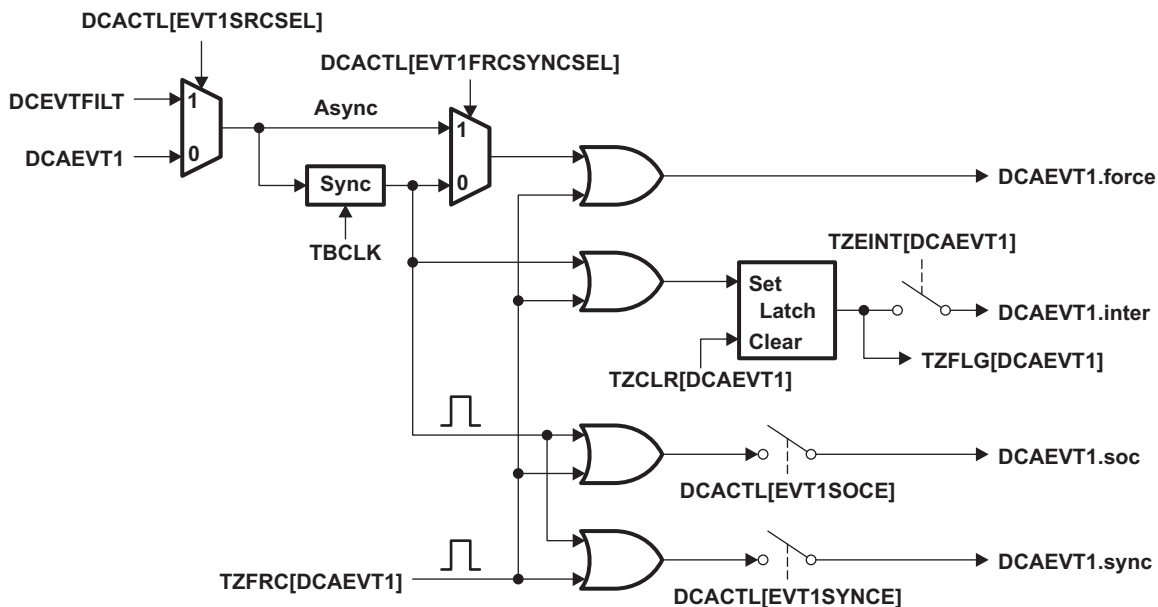 DCACTL[EVT1SRCSEL]
DCACTL[EVT1FRCSYNCSEL]
DCEVTFILT
1
Async
1
DCAEVT1
0
Sync
0
DCAEVT1.force
TBCLK
TZEINT[DCAEVT1]
Set
Latch
DCAEVT1.inter
Clear
TZCLR[DCAEVT1]
TZFLG[DCAEVT1]
DCAEVT1.soc
DCACTL[EVT1SOCE]
TZFRC[DCAEVT1]
DCAEVT1.sync
DCACTL[EVT1SYNCE]